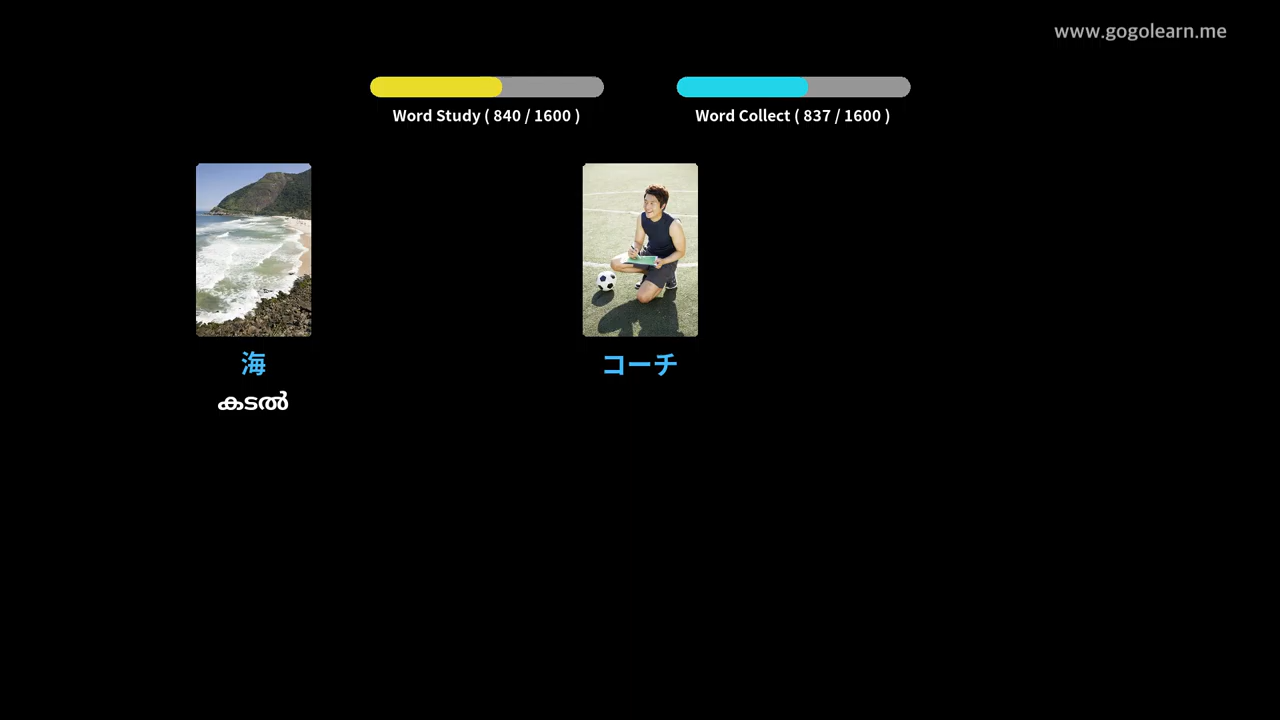 www.gogolearn.me
Word Study ( 840 / 1600 )
Word Collect ( 837 / 1600 )
海
കടൽ
コーチ